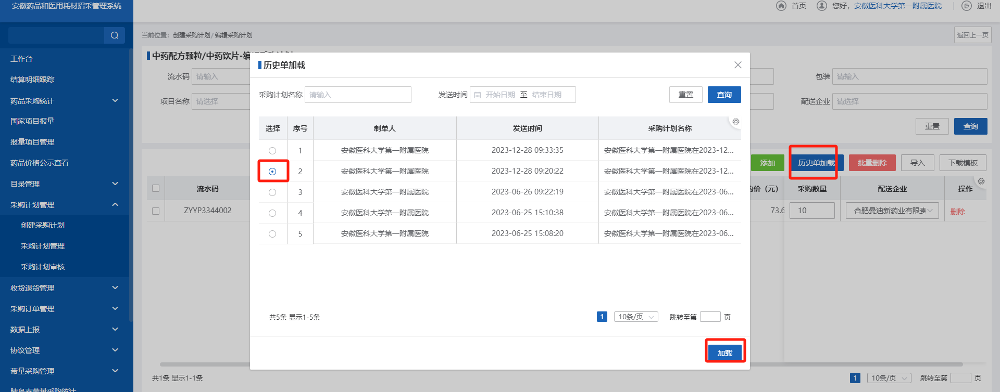 安徽药品和医用耗材招采管理系统
首页 您好，安徽医科大学第一附属医院 退出
工作台
结算明细跟踪
药品采购统计
国家项目报量
报量项目管理
药品价格公示查看
目录管理
采购计划管理
创建采购计划
采购计划管理
采购计划审核
收货退货管理
采购订单管理
数据上报
协议管理
带量采购管理
胰岛素带量采购统计
当前位置：创建采购计划/编辑采购计划
返回上一页
中药配方颗粒/中药饮片-编辑采购计划
流水码 请输入 包装 请输入
项目名称 请选择 配送企业 请选择
重置 查询
添加 历史单加载 批量删除 导入 下载模板
流水码 购价（元） 采购数量 配送企业 操作
ZYYP3344002 73.6 10 合肥曼迪新药业有限责 删除
共1条 显示1-1条
1 10条/页 跳转至第 页
历史单加载
采购计划名称 请输入 发送时间 开始日期 至 结束日期 重置 查询
选择 序号 制单人 发送时间 采购计划名称
1 安徽医科大学第一附属医院 2023-12-28 09:33:35 安徽医科大学第一附属医院在2023-12...
2 安徽医科大学第一附属医院 2023-12-28 09:20:22 安徽医科大学第一附属医院在2023-12...
3 安徽医科大学第一附属医院 2023-06-26 09:22:19 安徽医科大学第一附属医院在2023-06...
4 安徽医科大学第一附属医院 2023-06-25 15:10:38 安徽医科大学第一附属医院在2023-06...
5 安徽医科大学第一附属医院 2023-06-25 15:08:20 安徽医科大学第一附属医院在2023-06...
共5条 显示1-5条
1 10条/页 跳转至第 页
加载